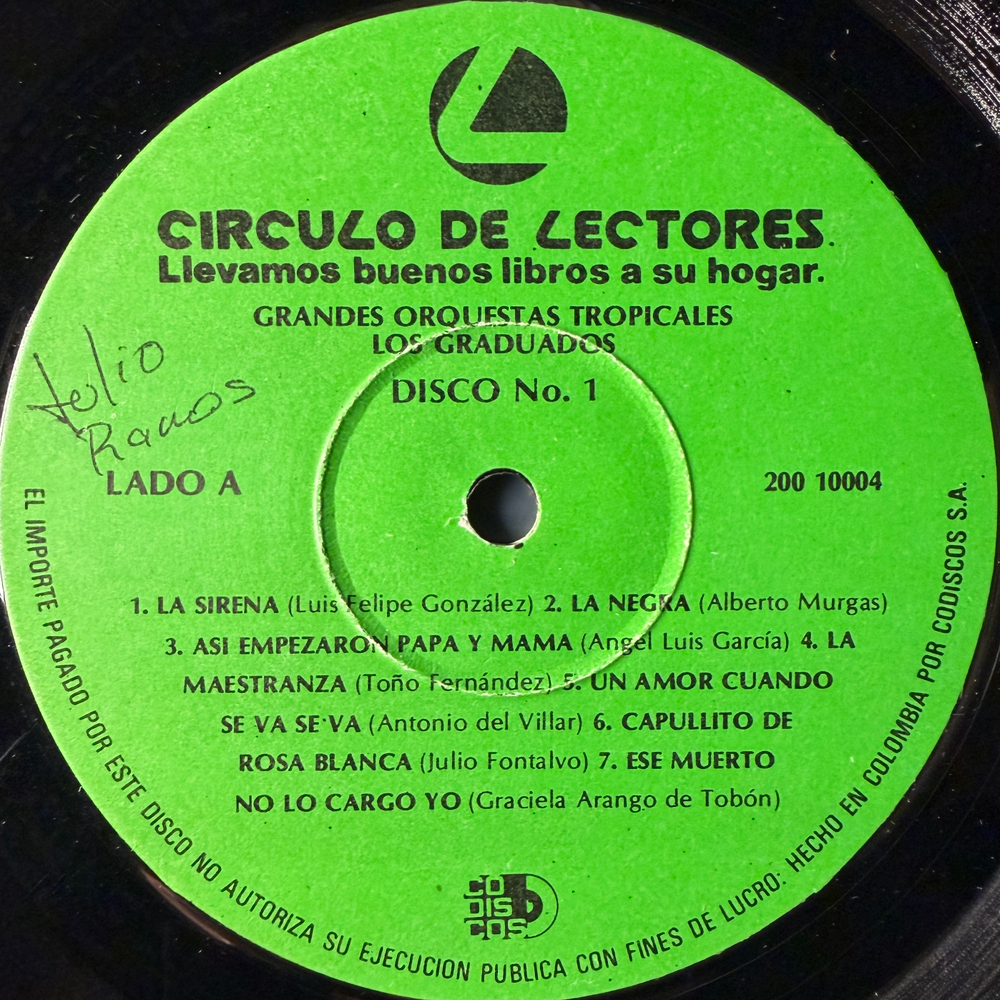 CIRCULO DE LECTORES.
Llevamos buenos libros a su hogar.
GRANDES ORQUESTAS TROPICALES
LOS GRADUADOS
DISCO No. 1
Julio
Ramos
LADO A
200 10004
1. LA SIRENA (Luis Felipe González) 2. LA NEGRA (Alberto Murgas)
3. ASI EMPEZARON PAPA Y MAMA (Angel Luis García) 4. LA
MAESTRANZA (Toño Fernández) 5. UN AMOR CUANDO
SE VA SE VA (Antonio del Villar) 6. CAPULLITO DE
ROSA BLANCA (Julio Fontalvo) 7. ESE MUERTO
NO LO CARGO YO (Graciela Arango de Tobón)
CO
DIS
COS
EL IMPORTE PAGADO POR ESTE DISCO NO AUTORIZA SU EJECUCION PUBLICA CON FINES DE LUCRO: HECHO EN COLOMBIA POR CODISCOS S.A.